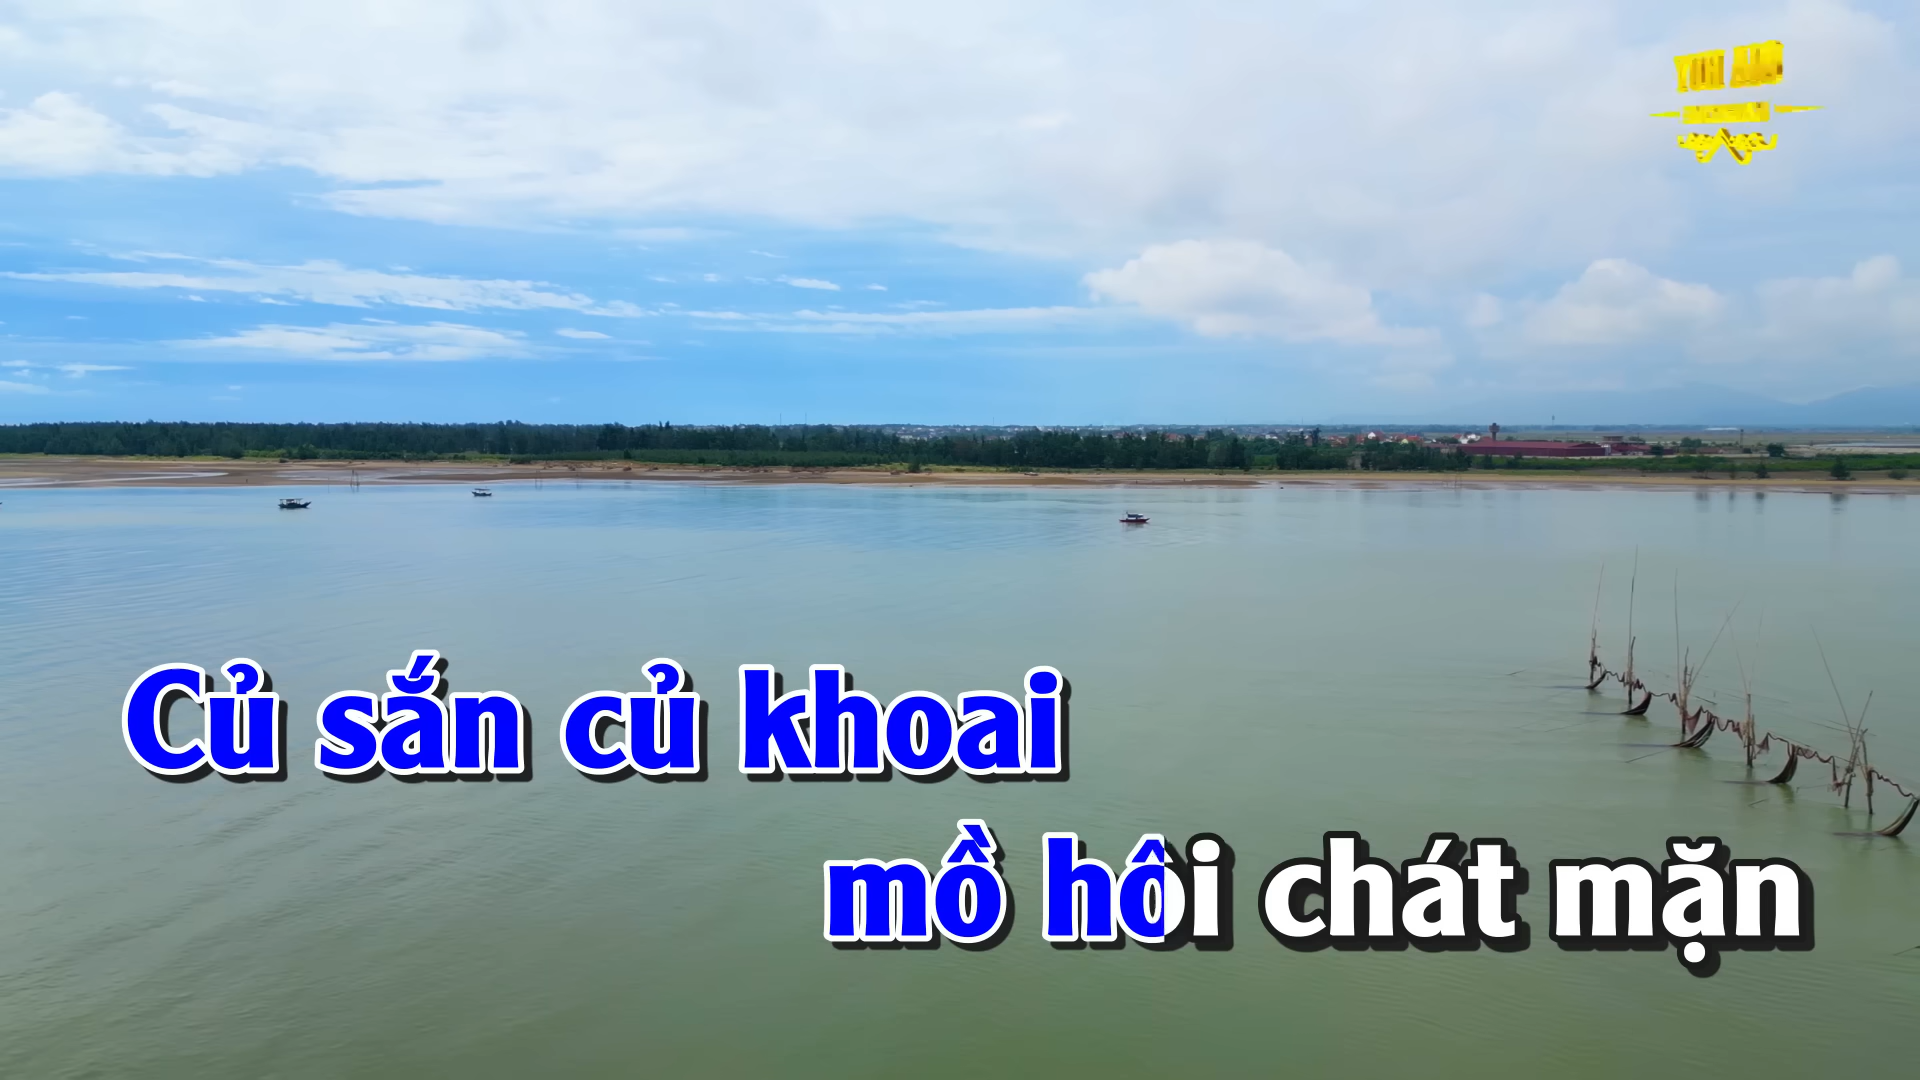 Củ sắn củ khoai
mồ hôi chát mặn